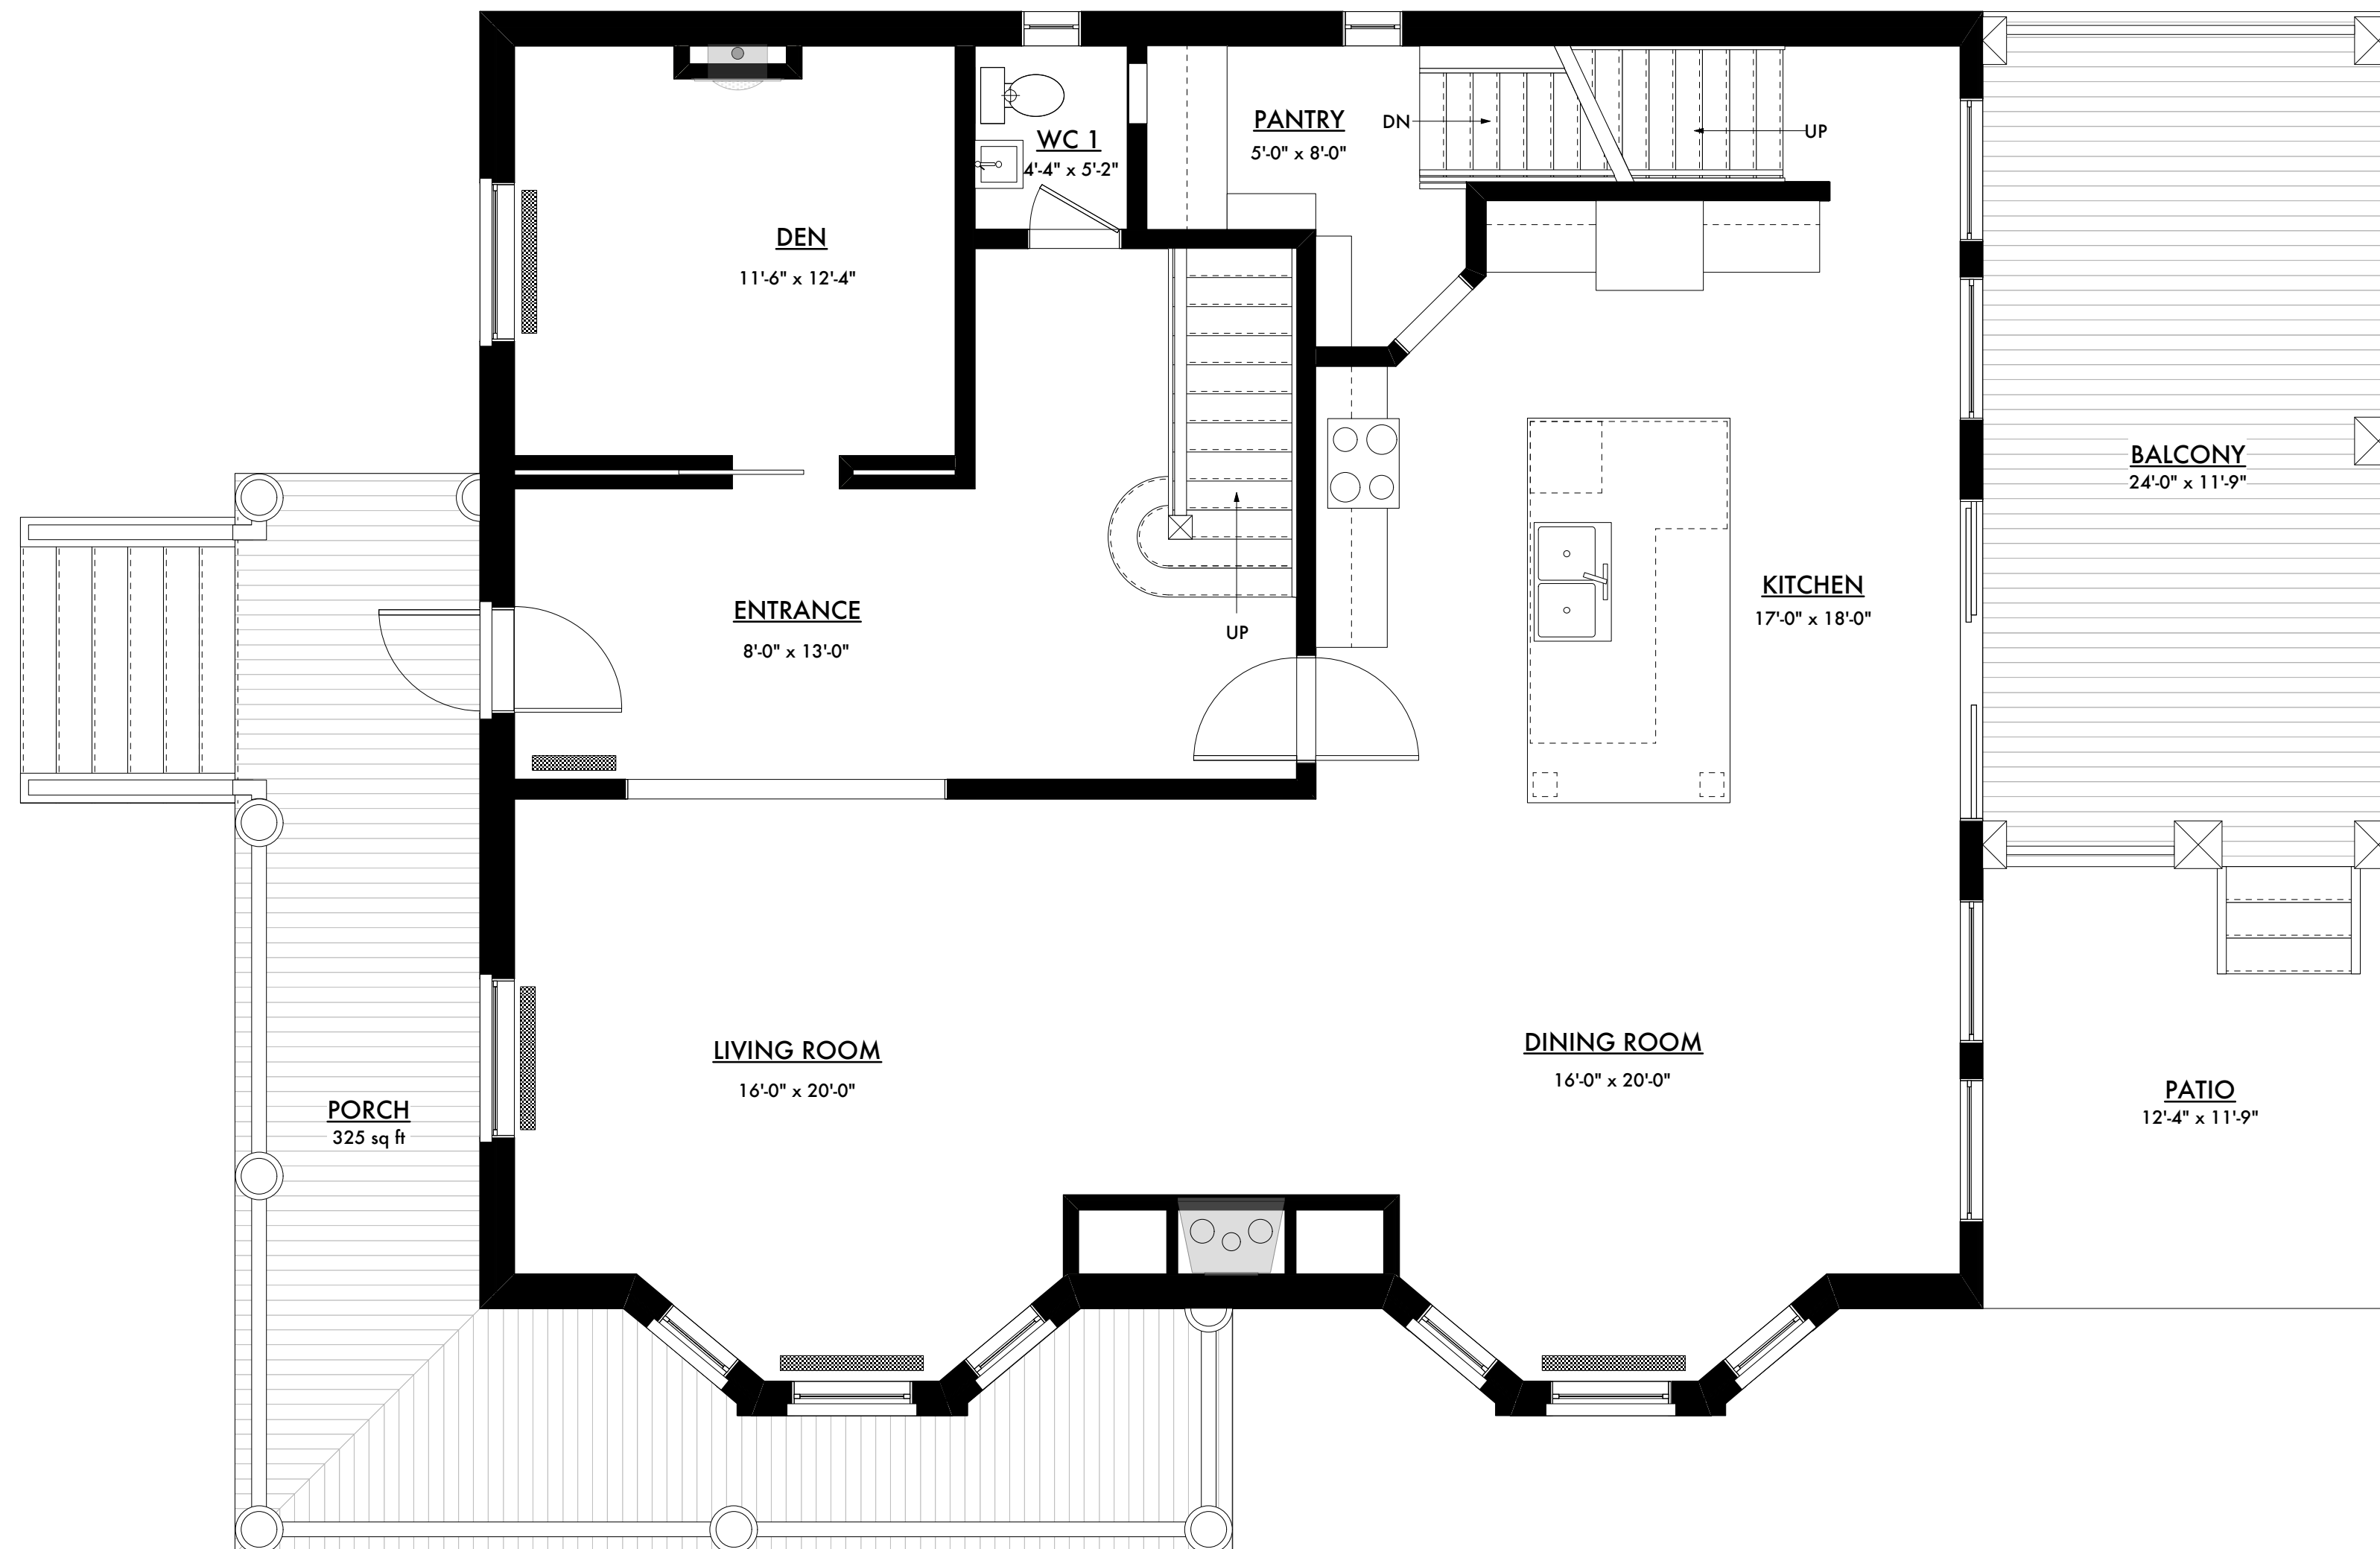 PANTRY
5'-0" x 8'-0"
DN
UP
WC 1
4'-4" x 5'-2"
DEN
11'-6" x 12'-4"
BALCONY
24'-0" x 11'-9"
KITCHEN
17'-0" x 18'-0"
ENTRANCE
8'-0" x 13'-0"
UP
LIVING ROOM
16'-0" x 20'-0"
DINING ROOM
16'-0" x 20'-0"
PORCH
325 sq ft
PATIO
12'-4" x 11'-9"